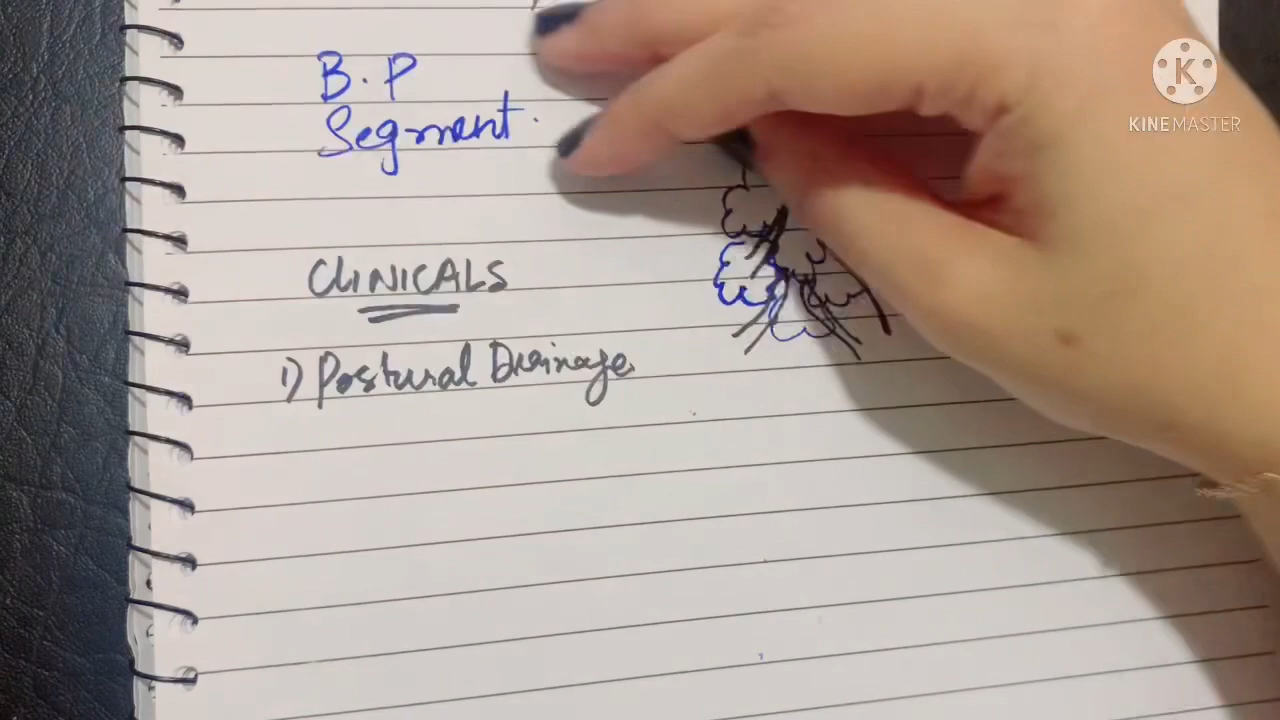 B.P
Segment.
CLINICALS
1) Postural Drainage
K
KINEMASTER